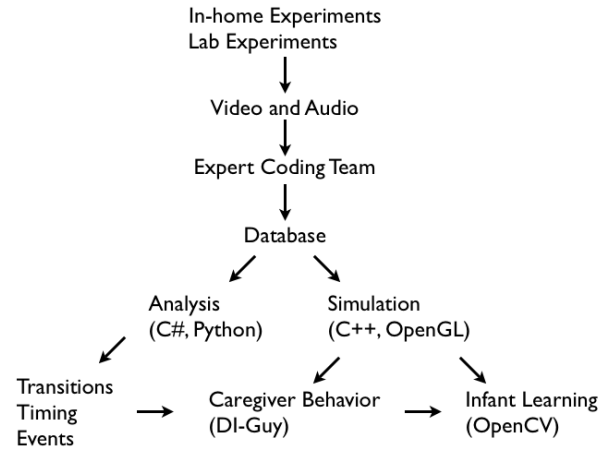 In-home Experiments
Lab Experiments
Video and Audio
Expert Coding Team
Database
Analysis
(C#, Python)
Simulation
(C++, OpenGL)
Transitions
Timing
Events
Caregiver Behavior
(DI-Guy)
Infant Learning
(OpenCV)